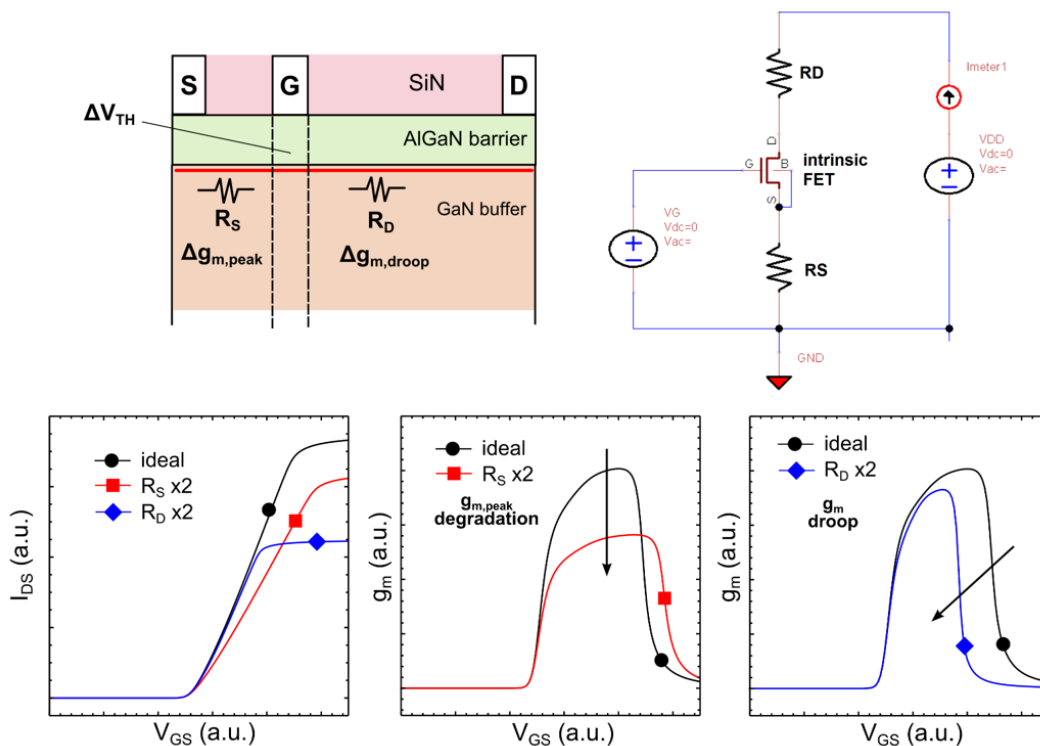 S
G
SiN
D
ΔV_TH
AlGaN barrier
R_S
R_D
GaN buffer
Δg_m,peak
Δg_m,droop
RD
Imeter1
D
G
B
S
intrinsic
FET
VDD
Vdc=0
Vac=
VG
Vdc=0
Vac=
RS
GND
ideal
R_S x2
R_D x2
I_DS (a.u.)
V_GS (a.u.)
ideal
R_S x2
g_m,peak
degradation
g_m (a.u.)
V_GS (a.u.)
ideal
R_D x2
g_m
droop
g_m (a.u.)
V_GS (a.u.)